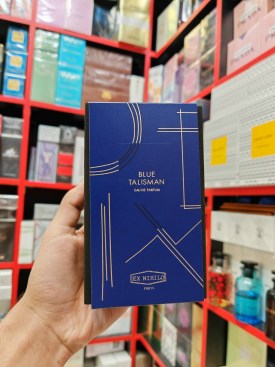 BLUE
TALISMAN
EAU DE PARFUM
EX NIHILO
PARIS